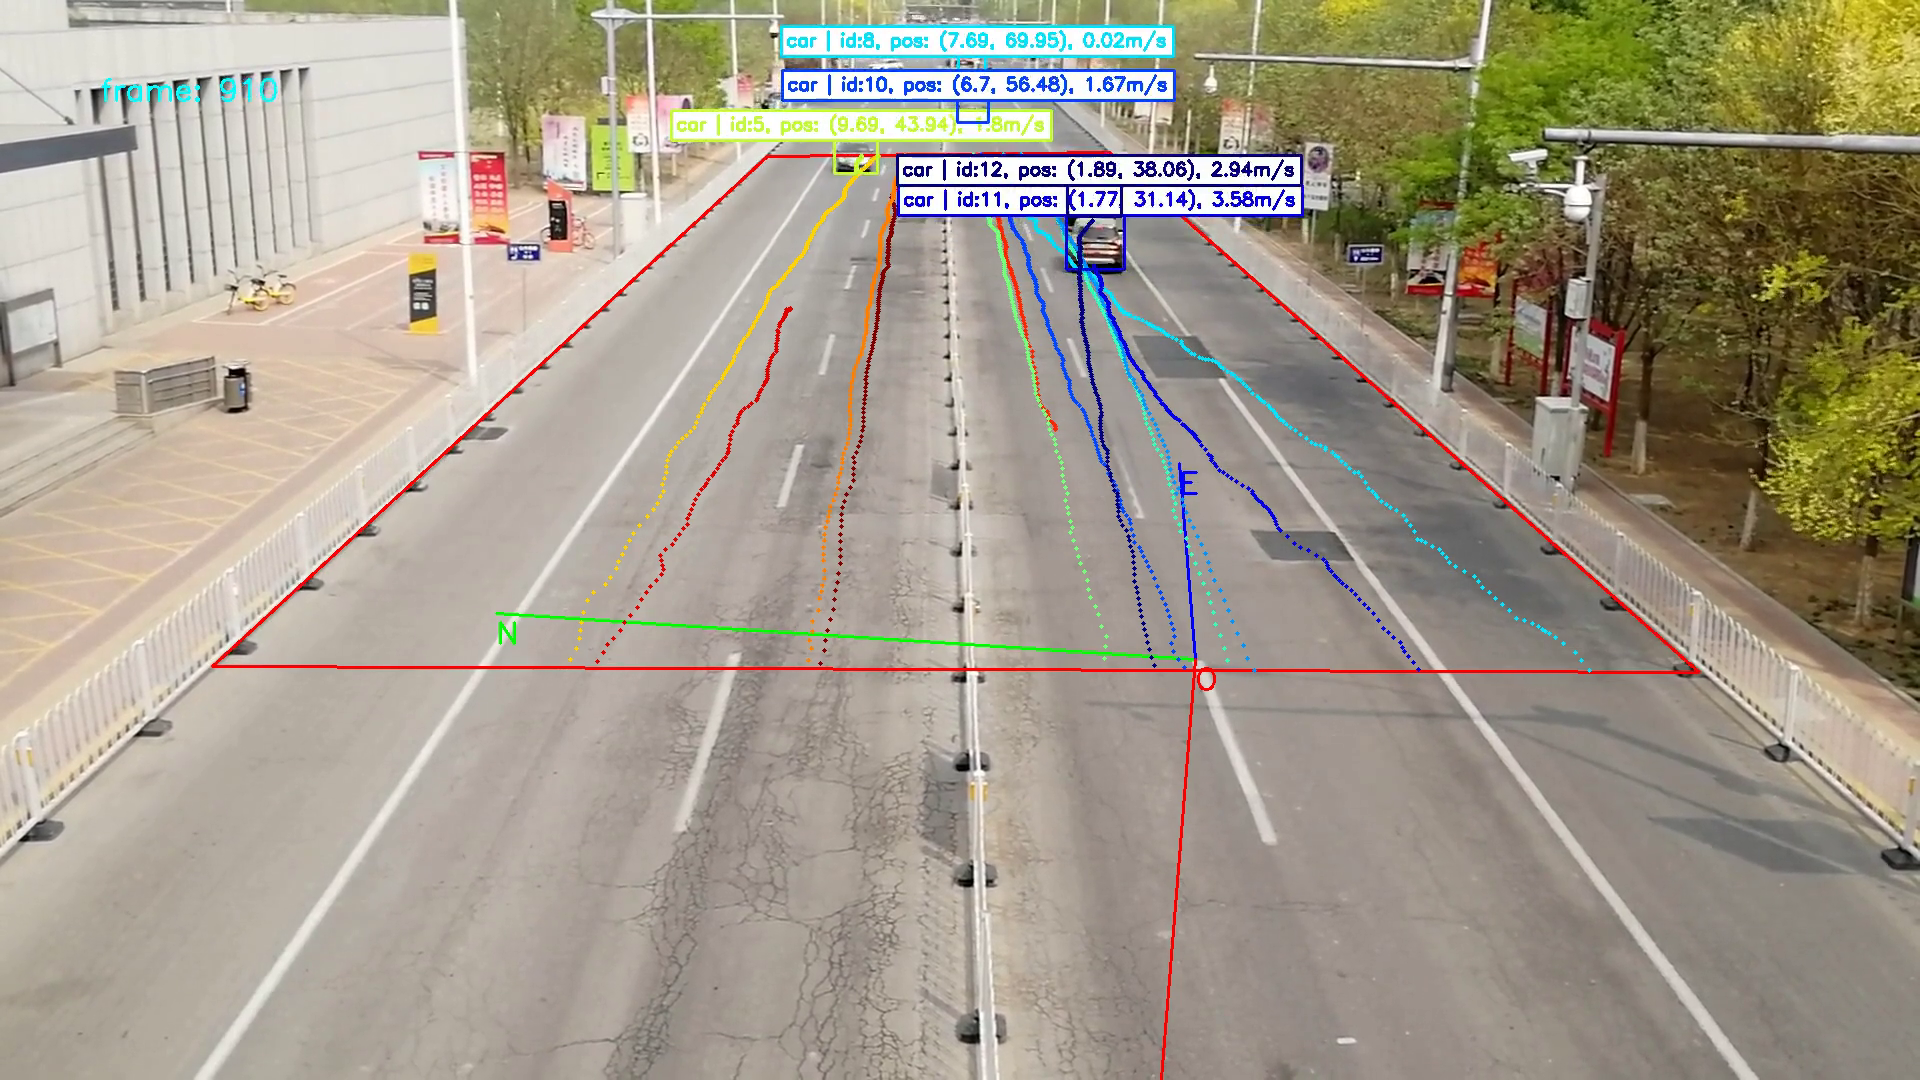 car | id:8, pos: (7.69, 69.95), 0.02m/s
frame: 910
car | id:10, pos: (6.7, 56.48), 1.67m/s
car | id:5, pos: (9.69, 43.94), 1.8m/s
car | id:12, pos: (1.89, 38.06), 2.94m/s
car | id:11, pos: (1.77, 31.14), 3.58m/s
E
N
O